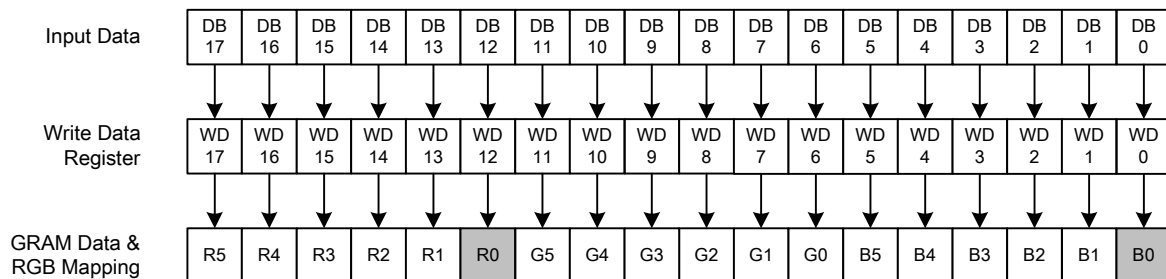 Input Data
DB DB DB DB DB DB DB DB DB DB DB DB DB DB DB DB DB DB
17 16 15 14 13 12 11 10 9 8 7 6 5 4 3 2 1 0
Write Data
Register
WD WD WD WD WD WD WD WD WD WD WD WD WD WD WD WD WD WD
17 16 15 14 13 12 11 10 9 8 7 6 5 4 3 2 1 0
GRAM Data &
RGB Mapping
R5 R4 R3 R2 R1 R0 G5 G4 G3 G2 G1 G0 B5 B4 B3 B2 B1 B0